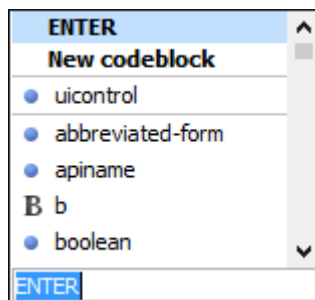 ENTER
New codeblock
uicontrol
abbreviated-form
apiname
B b
boolean
ENTER